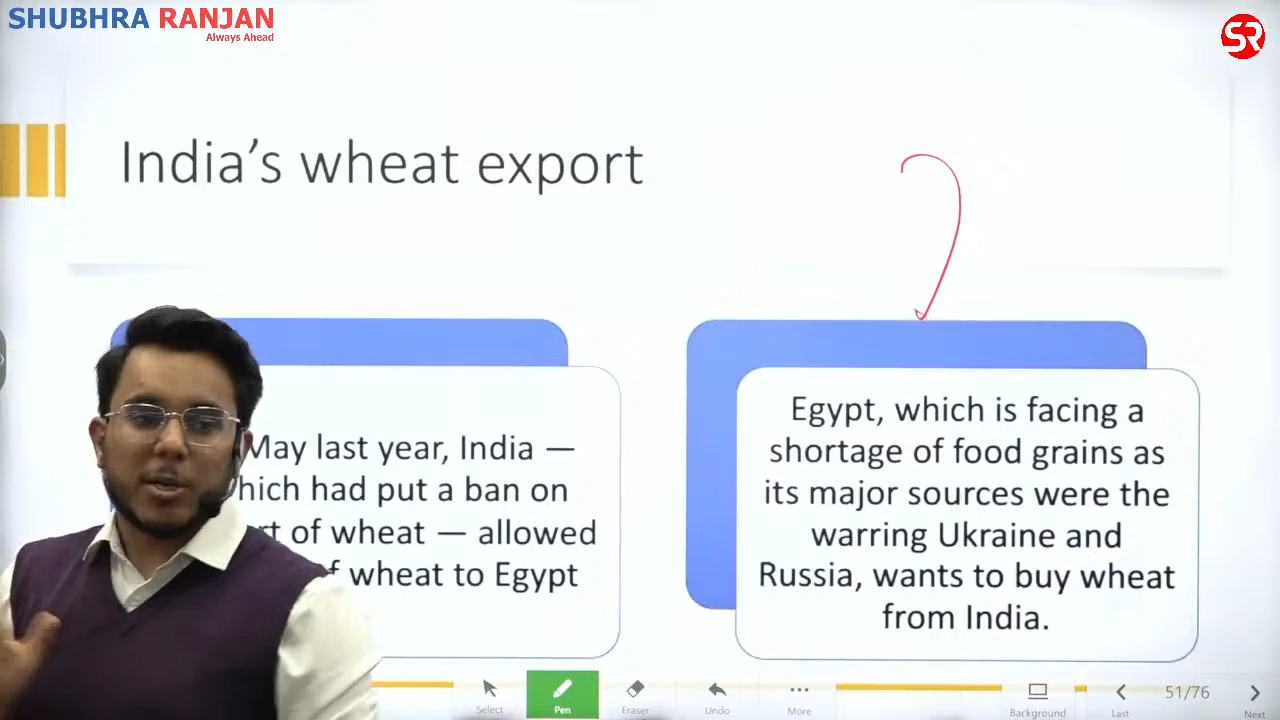 SHUBHRA RANJAN
Always Ahead
SR
India's wheat export
May last year, India —
had put a ban on
of wheat — allowed
wheat to Egypt
Egypt, which is facing a
shortage of food grains as
its major sources were the
warring Ukraine and
Russia, wants to buy wheat
from India.
Select
Pen
Eraser
Undo
More
Background
Last
51/76
Next